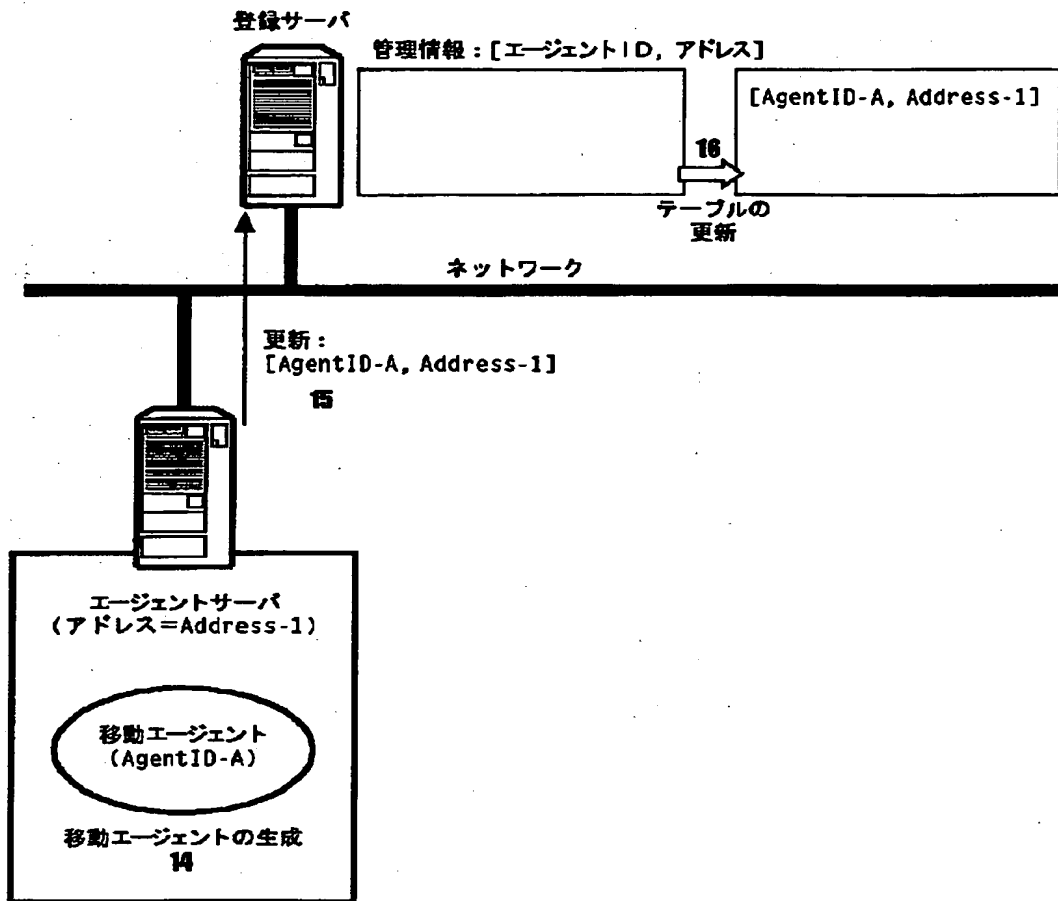 登録サーバ
管理情報：[エージェントＩＤ, アドレス]
[AgentID-A, Address-1]
16
テーブルの
更新
ネットワーク
更新：
[AgentID-A, Address-1]
15
エージェントサーバ
(アドレス＝Address-1)
移動エージェント
(AgentID-A)
移動エージェントの生成
14